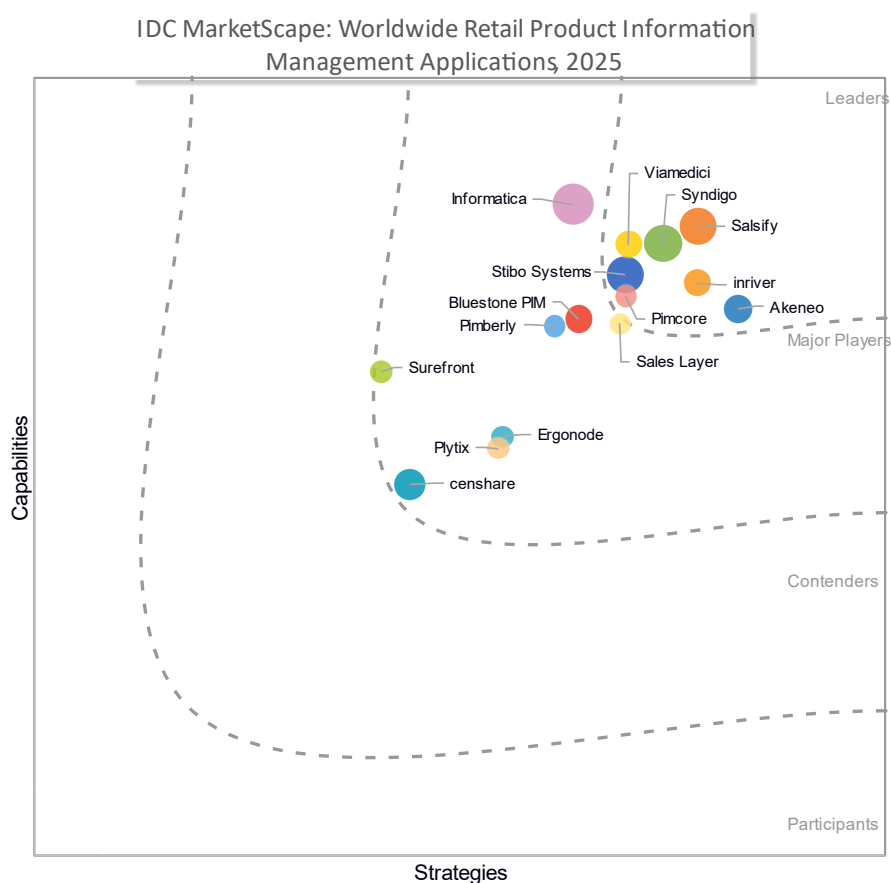 IDC MarketScape: Worldwide Retail Product Information
Management Applications, 2025
Leaders
Viamedici
Syndigo
Informatica
Salsify
Stibo Systems
inriver
Bluestone PIM
Akeneo
Pimcore
Pimberly
Major Players
Sales Layer
Surefront
Ergonode
Plytix
censhare
Capabilities
Contenders
Participants
Strategies